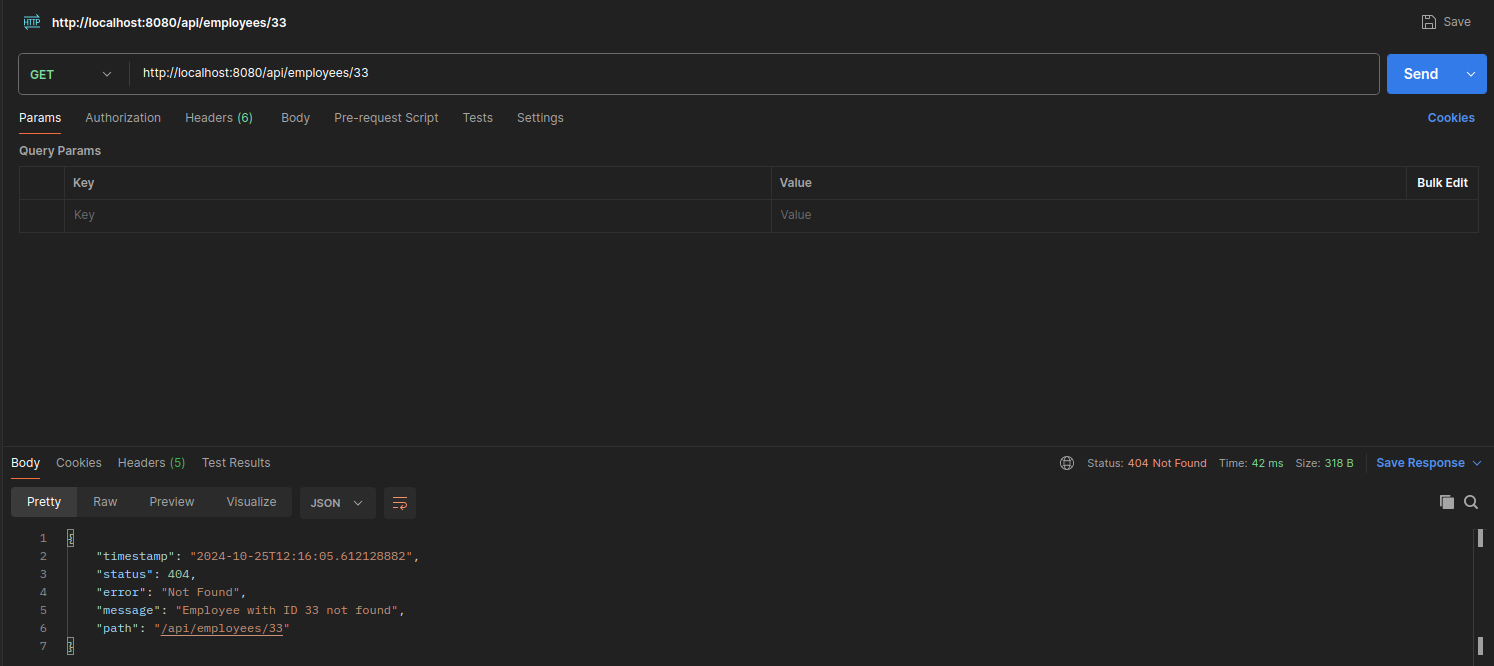 HTTP http://localhost:8080/api/employees/33 Save
GET http://localhost:8080/api/employees/33 Send
Params Authorization Headers (6) Body Pre-request Script Tests Settings Cookies
Query Params
Key Value Bulk Edit
Key Value
Body Cookies Headers (5) Test Results Status: 404 Not Found Time: 42 ms Size: 318 B Save Response
Pretty Raw Preview Visualize JSON
1 {
2 "timestamp": "2024-10-25T12:16:05.612128882",
3 "status": 404,
4 "error": "Not Found",
5 "message": "Employee with ID 33 not found",
6 "path": "/api/employees/33"
7 }